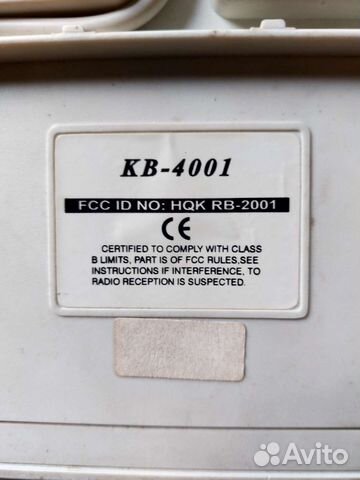 KB-4001
FCC ID NO: HQK RB-2001
CE
CERTIFIED TO COMPLY WITH CLASS
B LIMITS, PART IS OF FCC RULES,SEE
INSTRUCTIONS IF INTERFERENCE, TO
RADIO RECEPTION IS SUSPECTED.
Avito